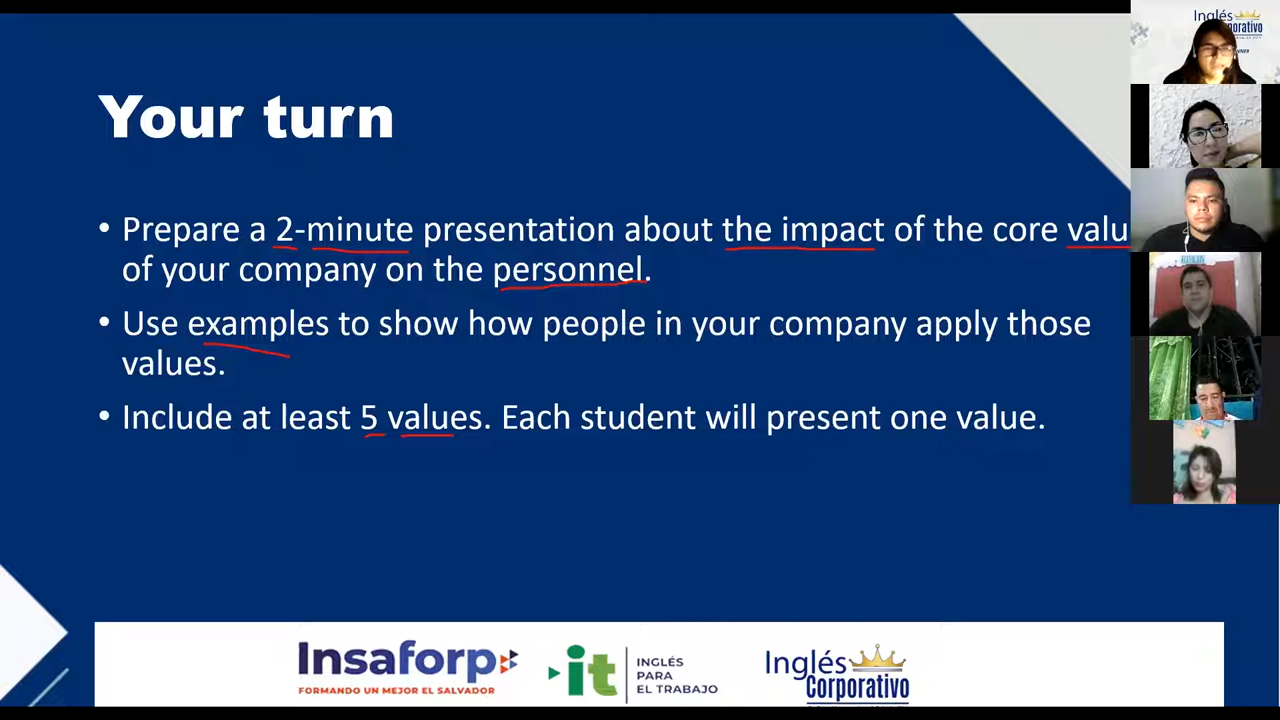 Your turn
• Prepare a 2-minute presentation about the impact of the core valu
of your company on the personnel.
• Use examples to show how people in your company apply those
values.
• Include at least 5 values. Each student will present one value.
Insaforp
FORMANDO UN MEJOR EL SALVADOR
it
INGLÉS
PARA
EL TRABAJO
Inglés
Corporativo
Inglés